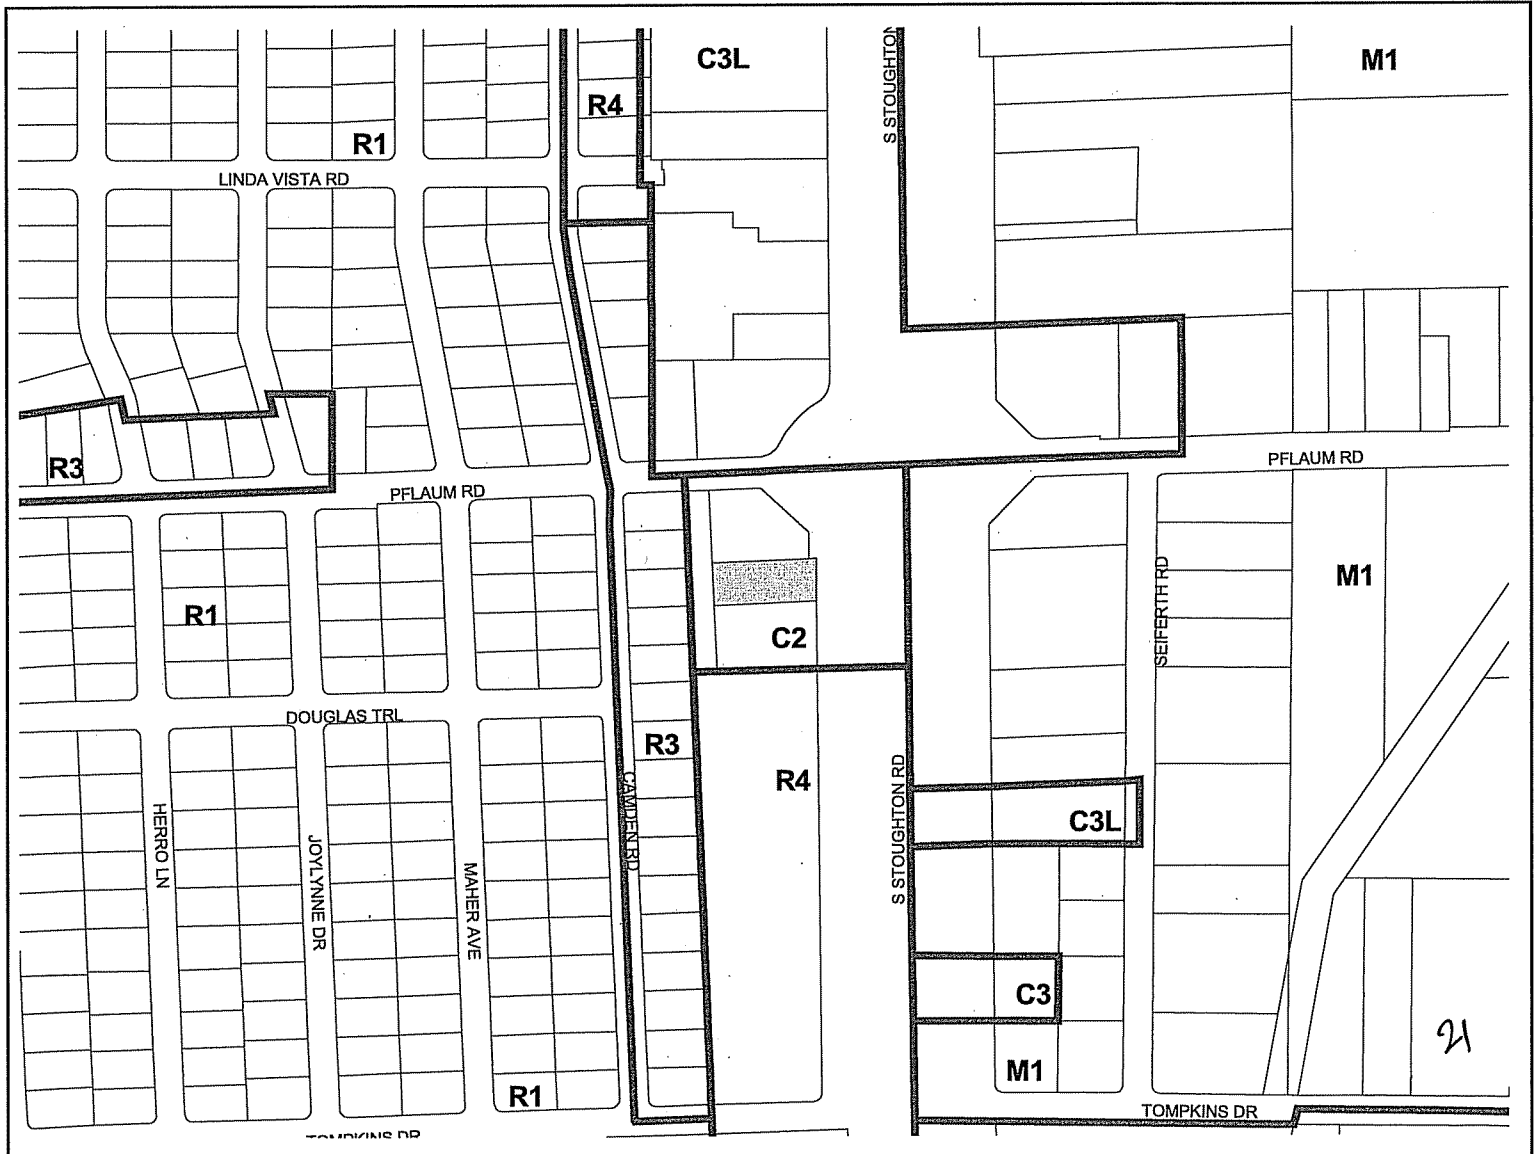 C3L
M1
R4
S STOUGHTON
R1
LINDA VISTA RD
R3
PFLAUM RD
PFLAUM RD
R1
C2
M1
SEIFERTH RD
DOUGLAS TRL
R3
R4
CAMDEN RD
S STOUGHTON RD
C3L
HERRO LN
JOYLYNNE DR
MAHER AVE
C3
21
M1
R1
TOMPKINS DR
TOMPKINS DR